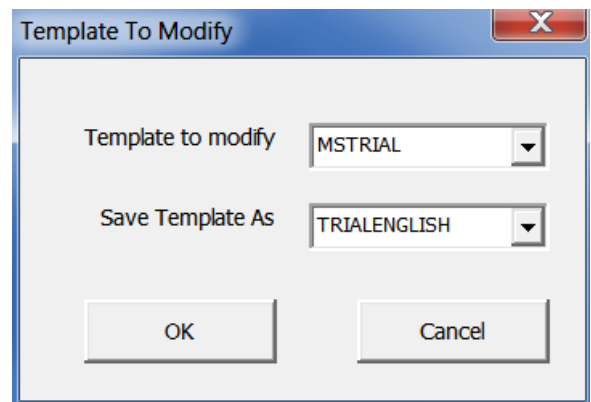 Template To Modify
Template to modify MSTRIAL
Save Template As TRIALENGLISH
OK Cancel